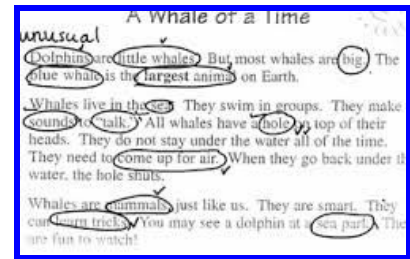 A Whale of a Time
unusual
Dolphins are little whales. But most whales are big. The
blue whale is the largest animal on Earth.
Whales live in the sea. They swim in groups. They make
sounds to "talk." All whales have a hole on top of their
heads. They do not stay under the water all of the time.
They need to come up for air. When they go back under th
water, the hole shuts.
Whales are mammals, just like us. They are smart. They
can learn tricks. You may see a dolphin at a sea park. The
are fun to watch!